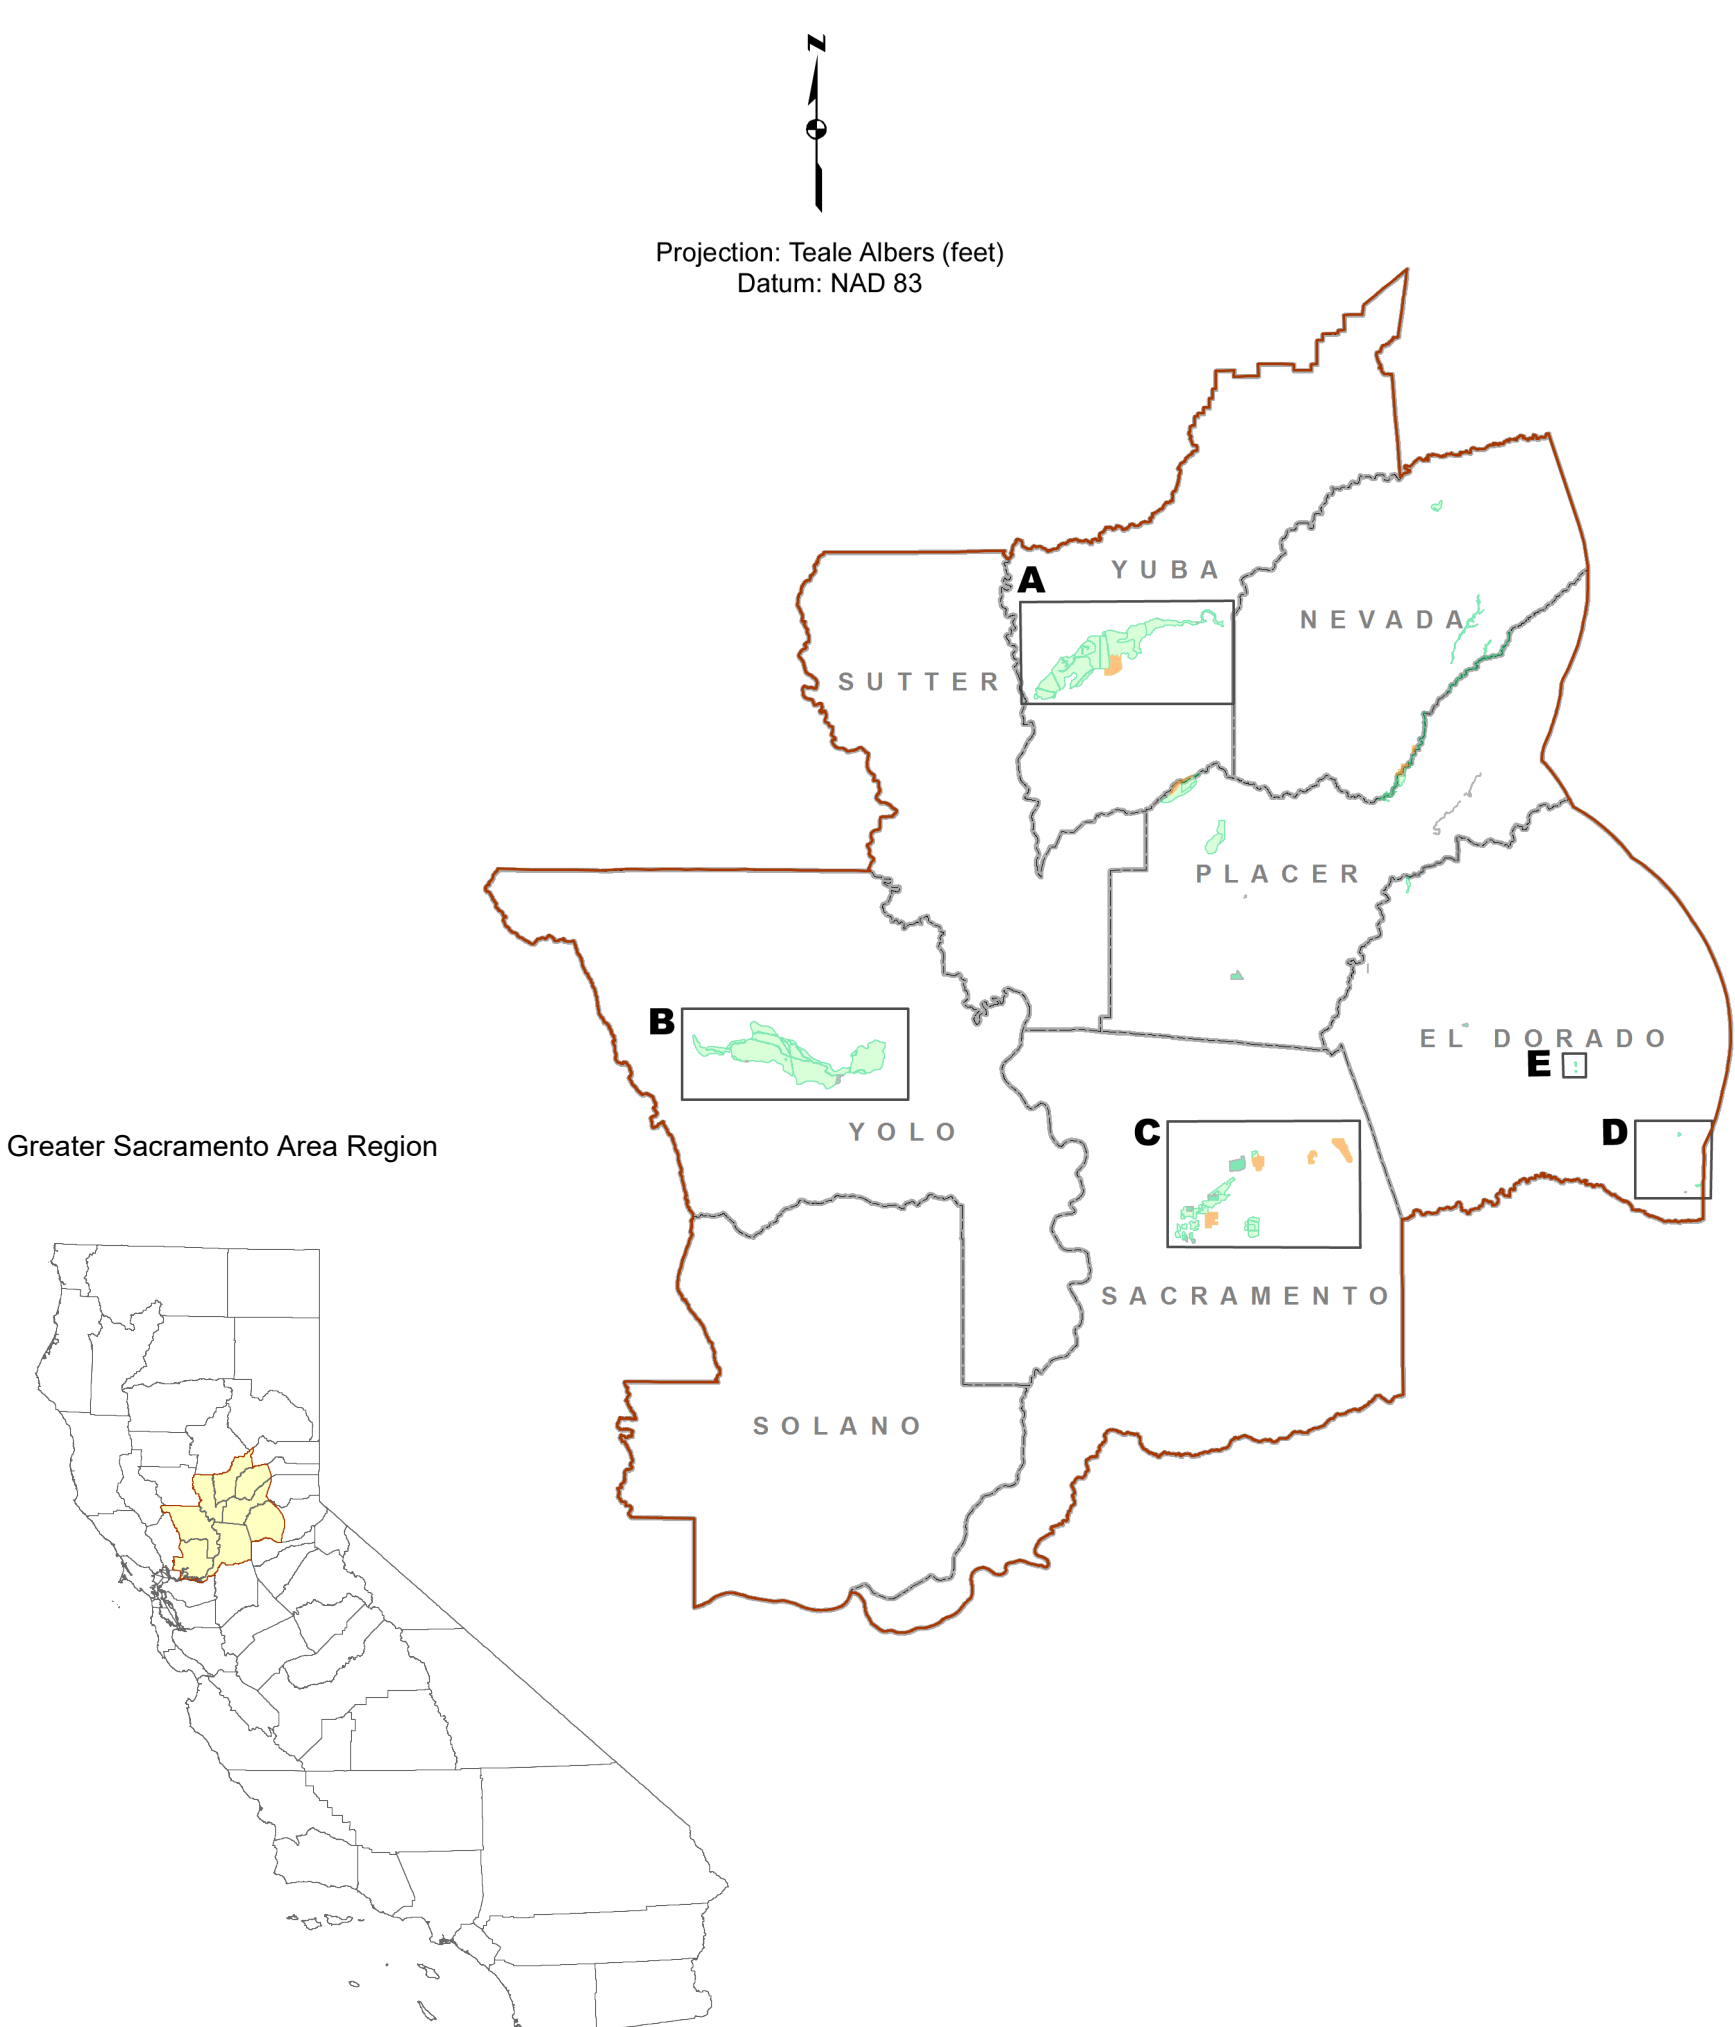 N
Projection: Teale Albers (feet)
Datum: NAD 83
YUBA
A
NEVADA
SUTTER
PLACER
B
EL DORADO
E
YOLO
C
D
Greater Sacramento Area Region
SACRAMENTO
SOLANO